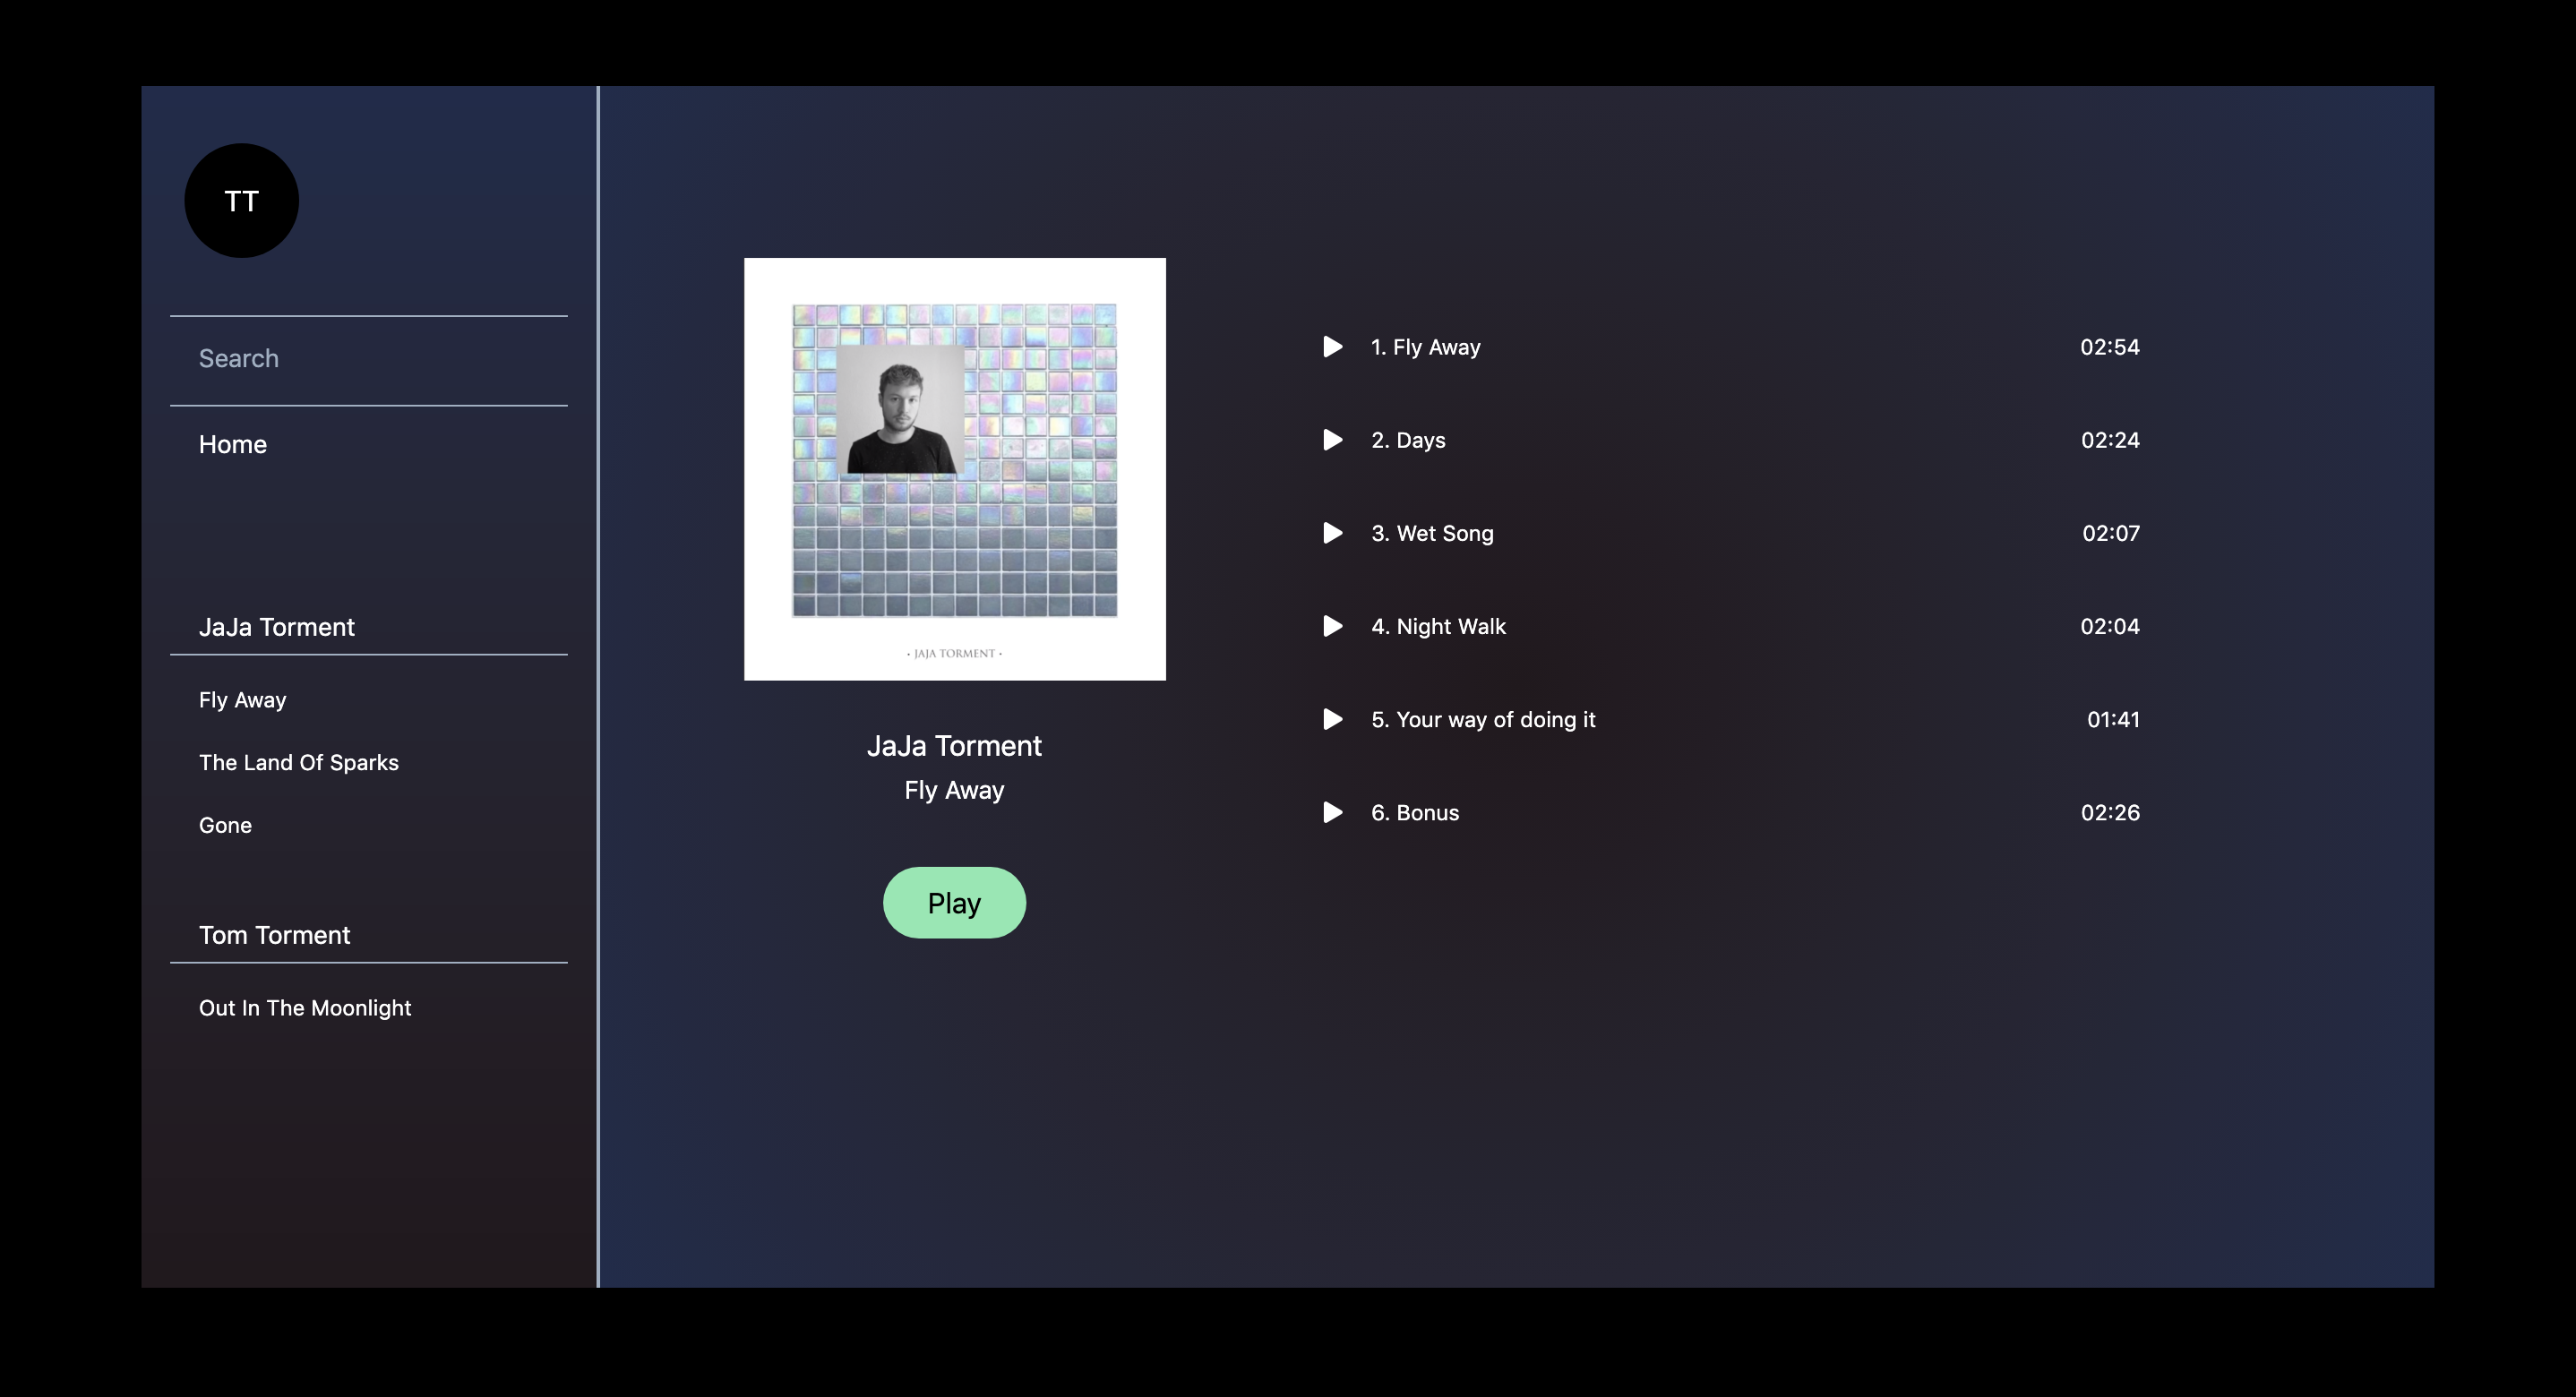 TT
Search
Home
JaJa Torment
Fly Away
The Land Of Sparks
Gone
Tom Torment
Out In The Moonlight
• JAJA TORMENT •
JaJa Torment
Fly Away
Play
1. Fly Away 02:54
2. Days 02:24
3. Wet Song 02:07
4. Night Walk 02:04
5. Your way of doing it 01:41
6. Bonus 02:26